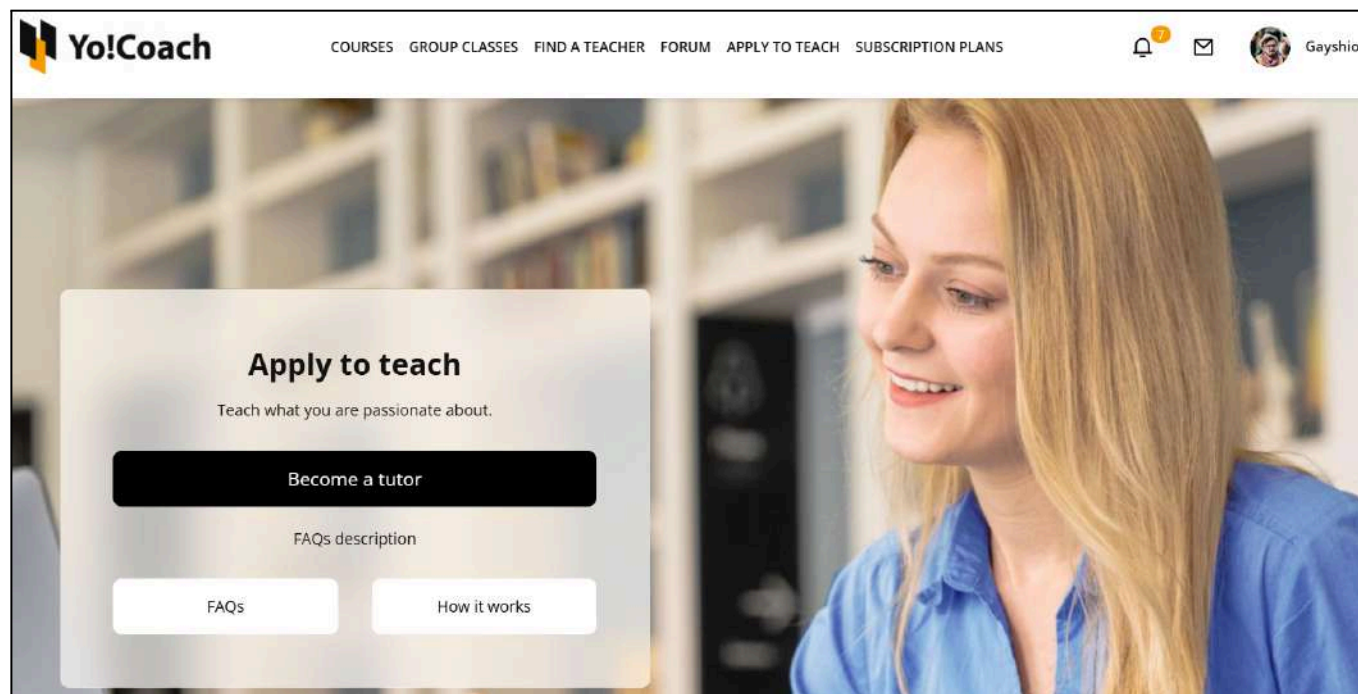 Yo!Coach
COURSES GROUP CLASSES FIND A TEACHER FORUM APPLY TO TEACH SUBSCRIPTION PLANS
7
Gayshio
Apply to teach
Teach what you are passionate about.
Become a tutor
FAQs description
FAQs
How it works